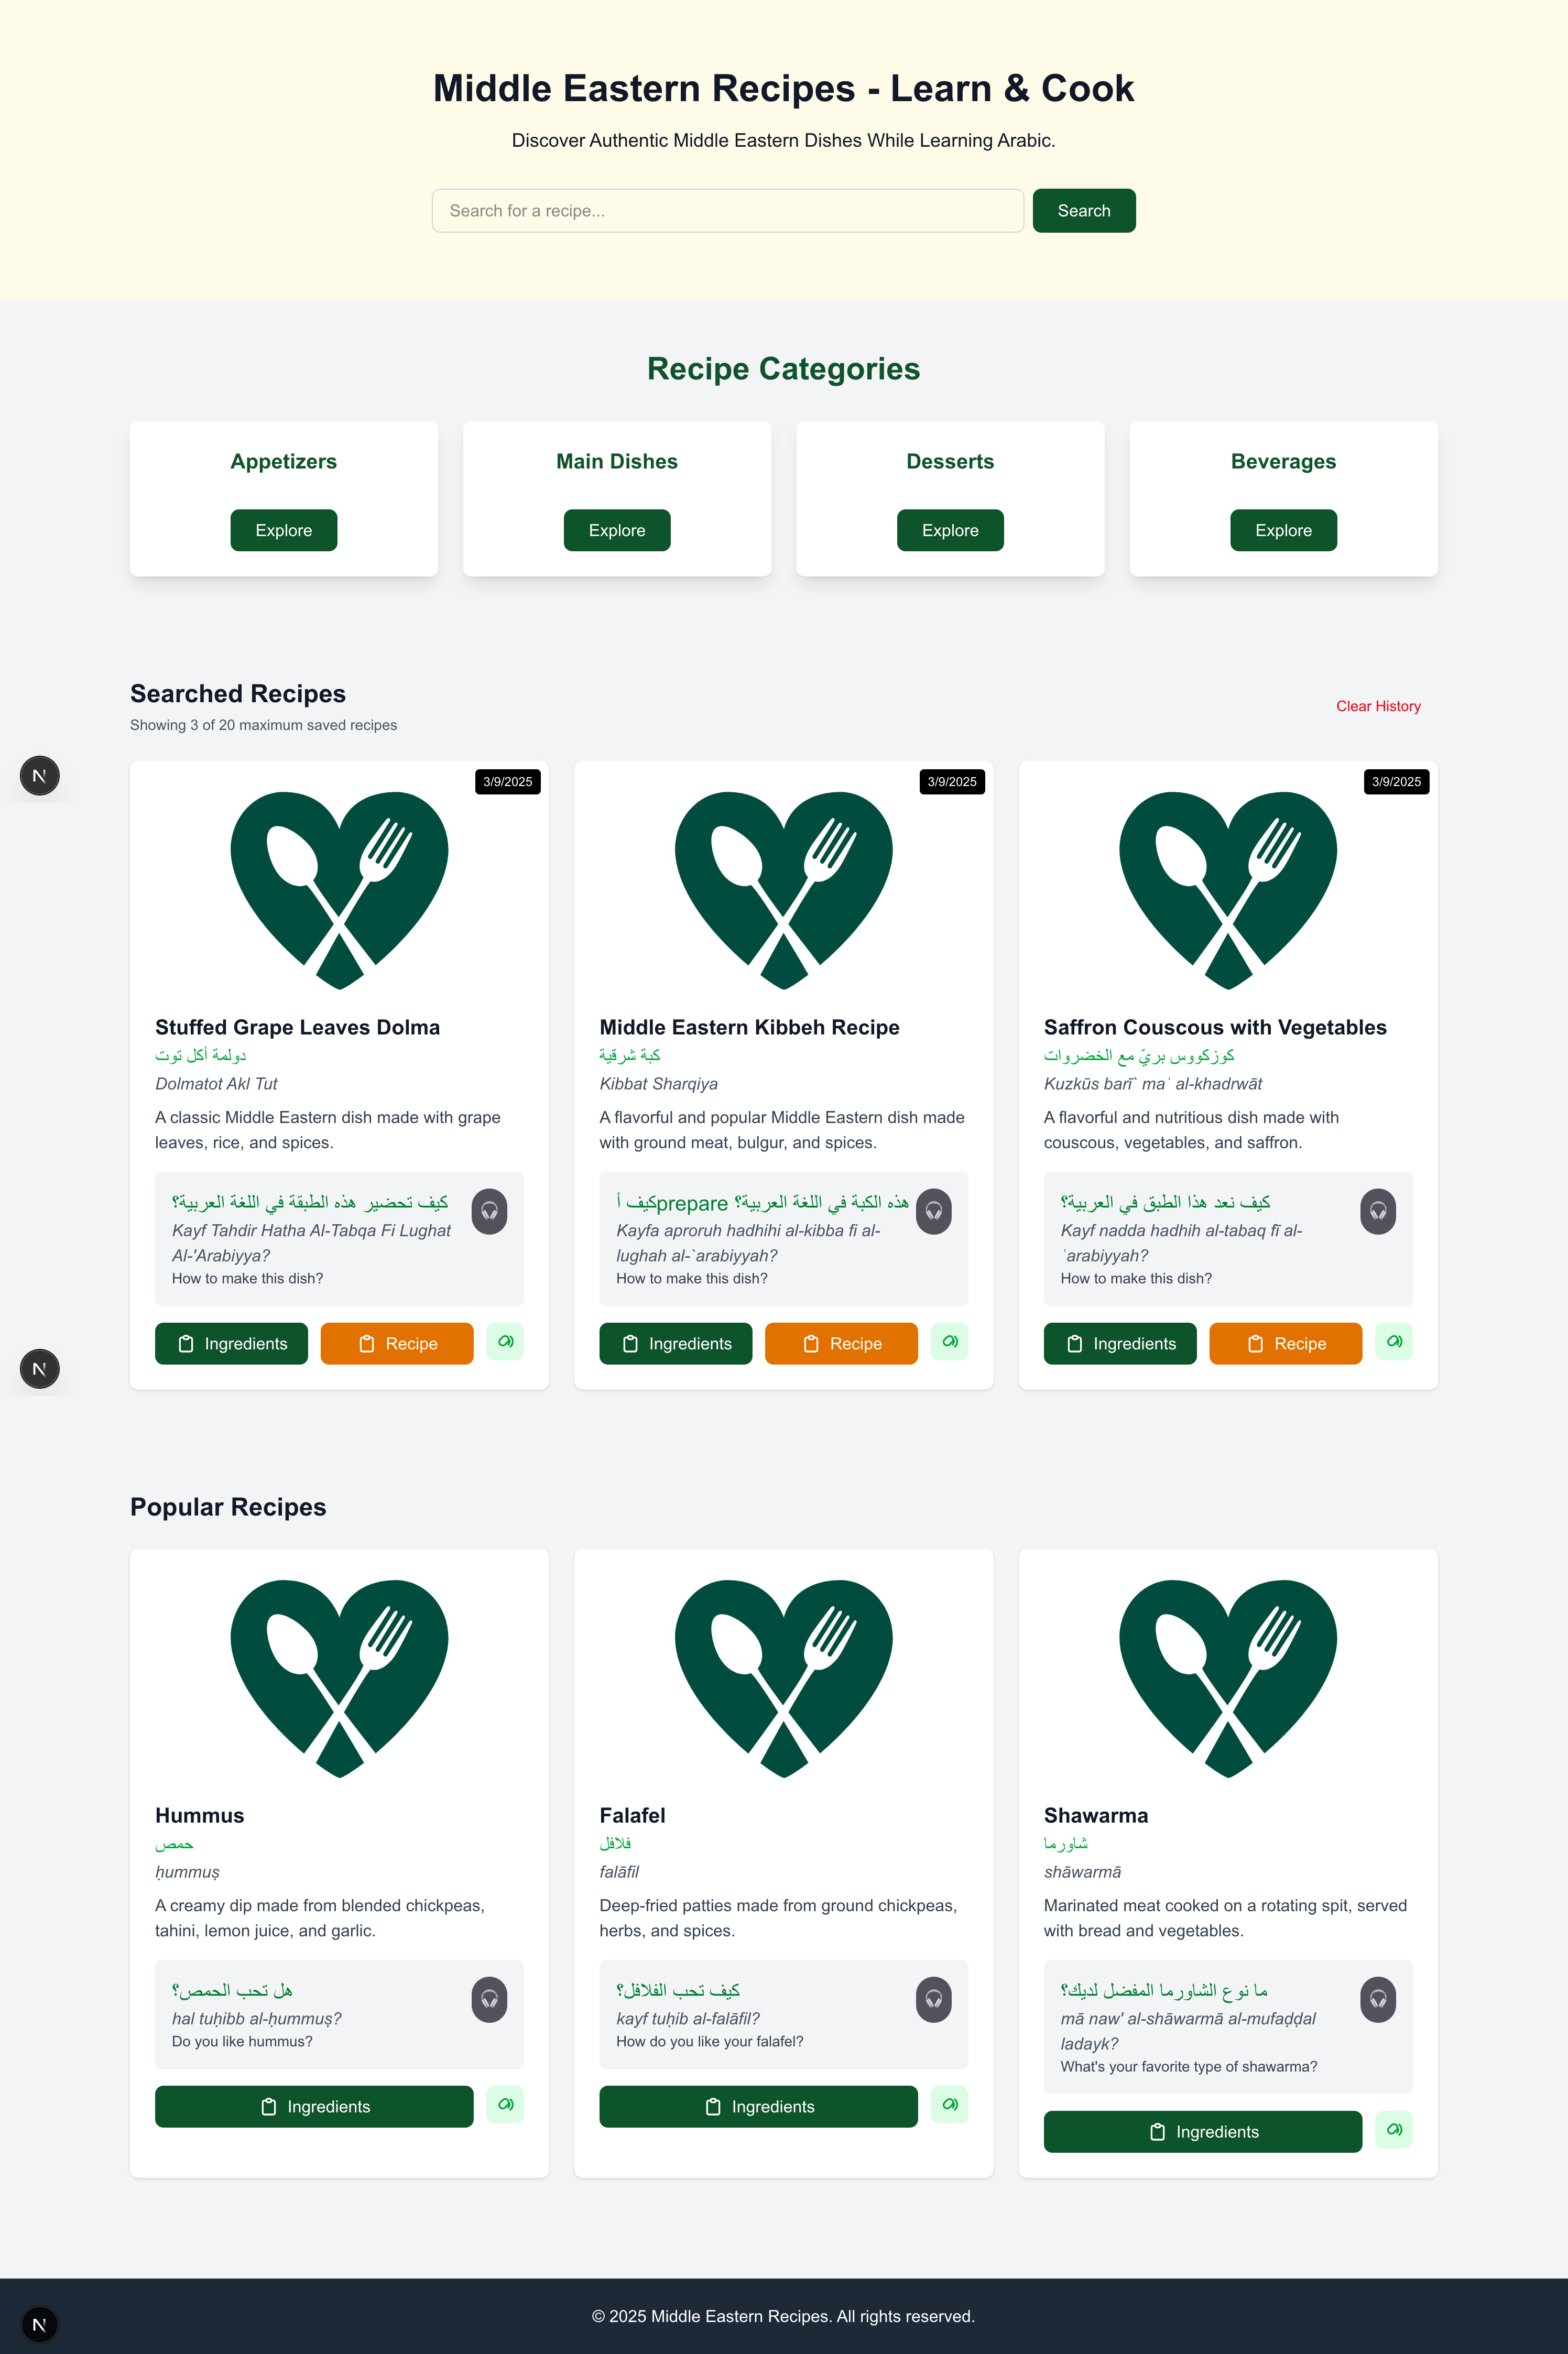 Middle Eastern Recipes - Learn & Cook
Discover Authentic Middle Eastern Dishes While Learning Arabic.
Search for a recipe...
Search
Recipe Categories
Appetizers
Explore
Main Dishes
Explore
Desserts
Explore
Beverages
Explore
Searched Recipes
Showing 3 of 20 maximum saved recipes
Clear History
3/9/2025
Stuffed Grape Leaves Dolma
دولمة أكل توت
Dolmatot Akl Tut
A classic Middle Eastern dish made with grape
leaves, rice, and spices.
كيف تحضير هذه الطبقة في اللغة العربية؟
Kayf Tahdir Hatha Al-Tabqa Fi Lughat
Al-'Arabiyya?
How to make this dish?
Ingredients
Recipe
3/9/2025
Middle Eastern Kibbeh Recipe
كبة شرقية
Kibbat Sharqiya
A flavorful and popular Middle Eastern dish made
with ground meat, bulgur, and spices.
كيف أprepare هذه الكبة في اللغة العربية؟
Kayfa aproruh hadhihi al-kibba fi al-
lughah al-`arabiyyah?
How to make this dish?
Ingredients
Recipe
3/9/2025
Saffron Couscous with Vegetables
كوزكووس بريّ مع الخضروات
Kuzkūs barī` maʿ al-khadrwāt
A flavorful and nutritious dish made with
couscous, vegetables, and saffron.
كيف نعد هذا الطبق في العربية؟
Kayf nadda hadhih al-tabaq fī al-
ʿarabiyyah?
How to make this dish?
Ingredients
Recipe
Popular Recipes
Hummus
حمص
ḥummuṣ
A creamy dip made from blended chickpeas,
tahini, lemon juice, and garlic.
هل تحب الحمص؟
hal tuḥibb al-ḥummuṣ?
Do you like hummus?
Ingredients
Falafel
فلافل
falāfil
Deep-fried patties made from ground chickpeas,
herbs, and spices.
كيف تحب الفلافل؟
kayf tuḥib al-falāfil?
How do you like your falafel?
Ingredients
Shawarma
شاورما
shāwarmā
Marinated meat cooked on a rotating spit, served
with bread and vegetables.
ما نوع الشاورما المفضل لديك؟
mā naw' al-shāwarmā al-mufaḍḍal
ladayk?
What's your favorite type of shawarma?
Ingredients
© 2025 Middle Eastern Recipes. All rights reserved.
N
N
N